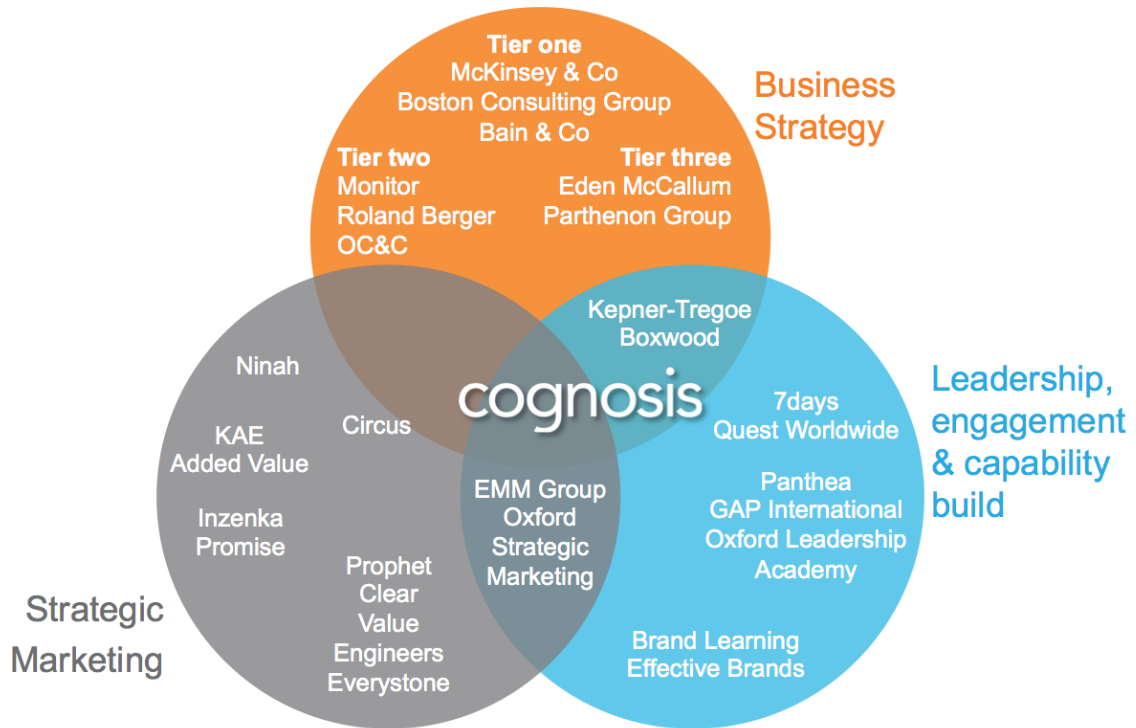 Tier one
McKinsey & Co
Boston Consulting Group
Bain & Co
Tier two
Monitor
Roland Berger
OC&C
Tier three
Eden McCallum
Parthenon Group
Business
Strategy
Kepner-Tregoe
Boxwood
cognosis
Ninah
KAE
Added Value
Circus
Inzenka
Promise
Prophet
Clear
Value
Engineers
Everystone
Strategic
Marketing
EMM Group
Oxford
Strategic
Marketing
7days
Quest Worldwide
Panthea
GAP International
Oxford Leadership
Academy
Brand Learning
Effective Brands
Leadership,
engagement
& capability
build